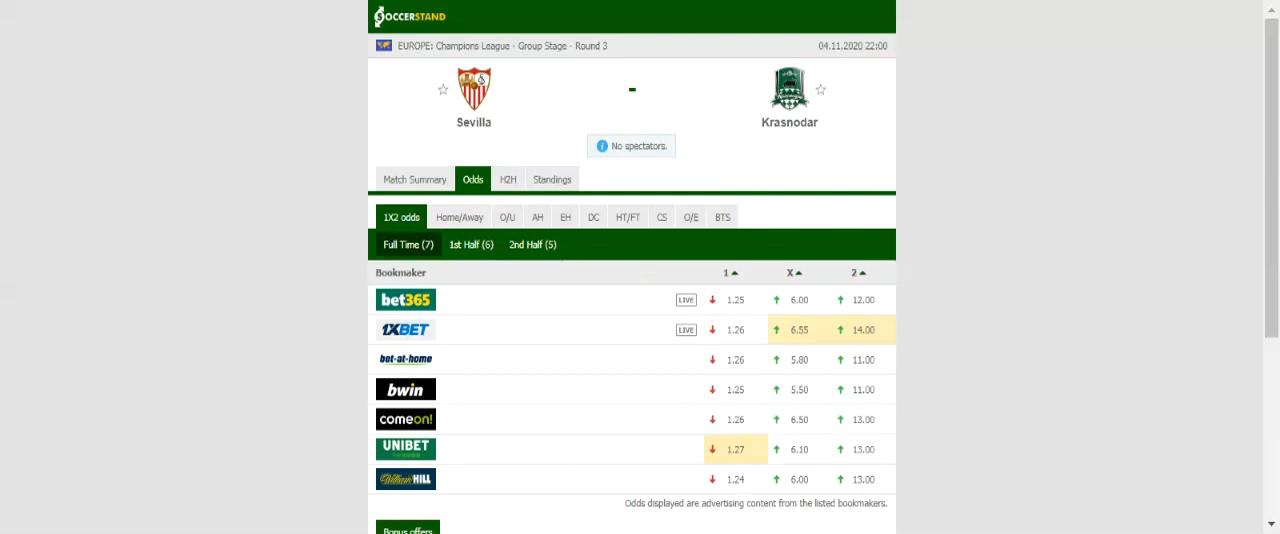 SOCCERSTAND
EUROPE: Champions League - Group Stage - Round 3 04.11.2020 22:00
-
Sevilla Krasnodar
No spectators.
Match Summary Odds H2H Standings
1X2 odds Home/Away O/U AH EH DC HT/FT CS O/E BTS
Full Time (7) 1st Half (6) 2nd Half (5)
Bookmaker 1 X 2
bet365 LIVE 1.25 6.00 12.00
1XBET LIVE 1.26 6.55 14.00
bet-at-home 1.26 5.80 11.00
bwin 1.25 5.50 11.00
comeon! 1.26 6.50 13.00
UNIBET 1.27 6.10 13.00
William HILL 1.24 6.00 13.00
Odds displayed are advertising content from the listed bookmakers.
Bonus offers